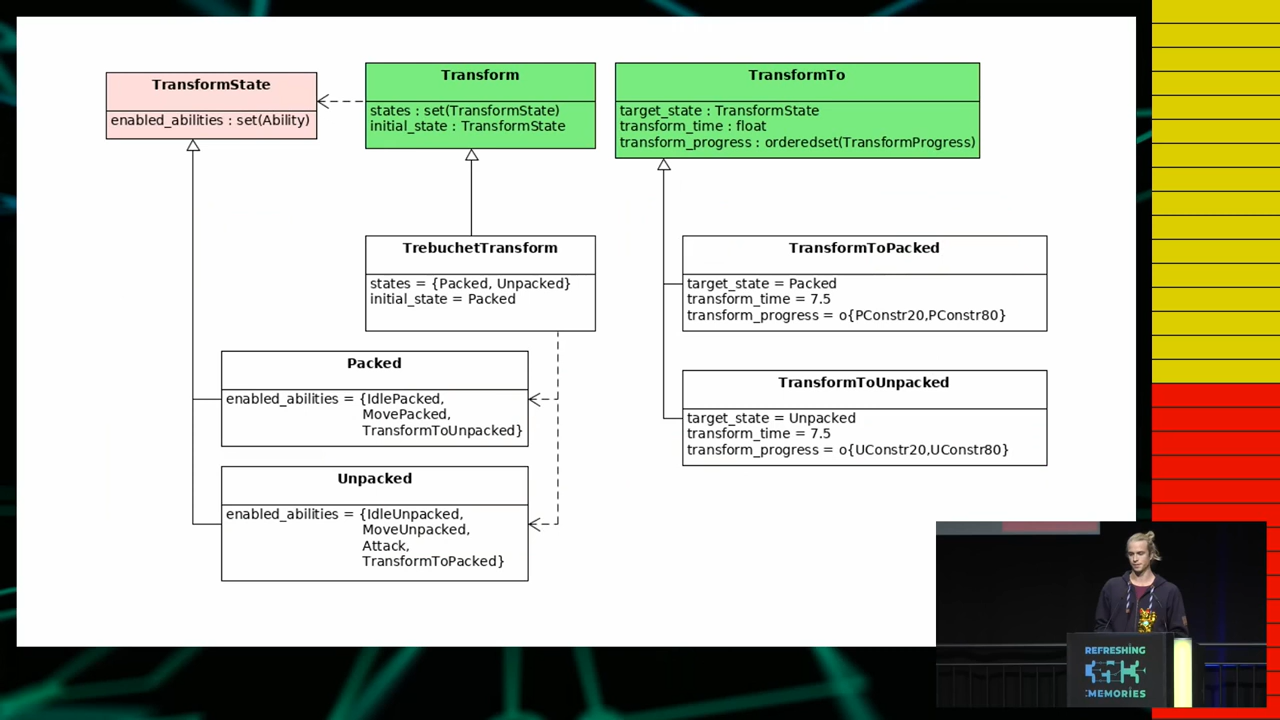 TransformState
enabled_abilities : set(Ability)
Transform
states : set(TransformState)
initial_state : TransformState
TransformTo
target_state : TransformState
transform_time : float
transform_progress : orderedset(TransformProgress)
TrebuchetTransform
states = {Packed, Unpacked}
initial_state = Packed
TransformToPacked
target_state = Packed
transform_time = 7.5
transform_progress = o{PConstr20,PConstr80}
Packed
enabled_abilities = {IdlePacked,
MovePacked,
TransformToUnpacked}
TransformToUnpacked
target_state = Unpacked
transform_time = 7.5
transform_progress = o{UConstr20,UConstr80}
Unpacked
enabled_abilities = {IdleUnpacked,
MoveUnpacked,
Attack,
TransformToPacked}
REFRESHING
MEMORIES